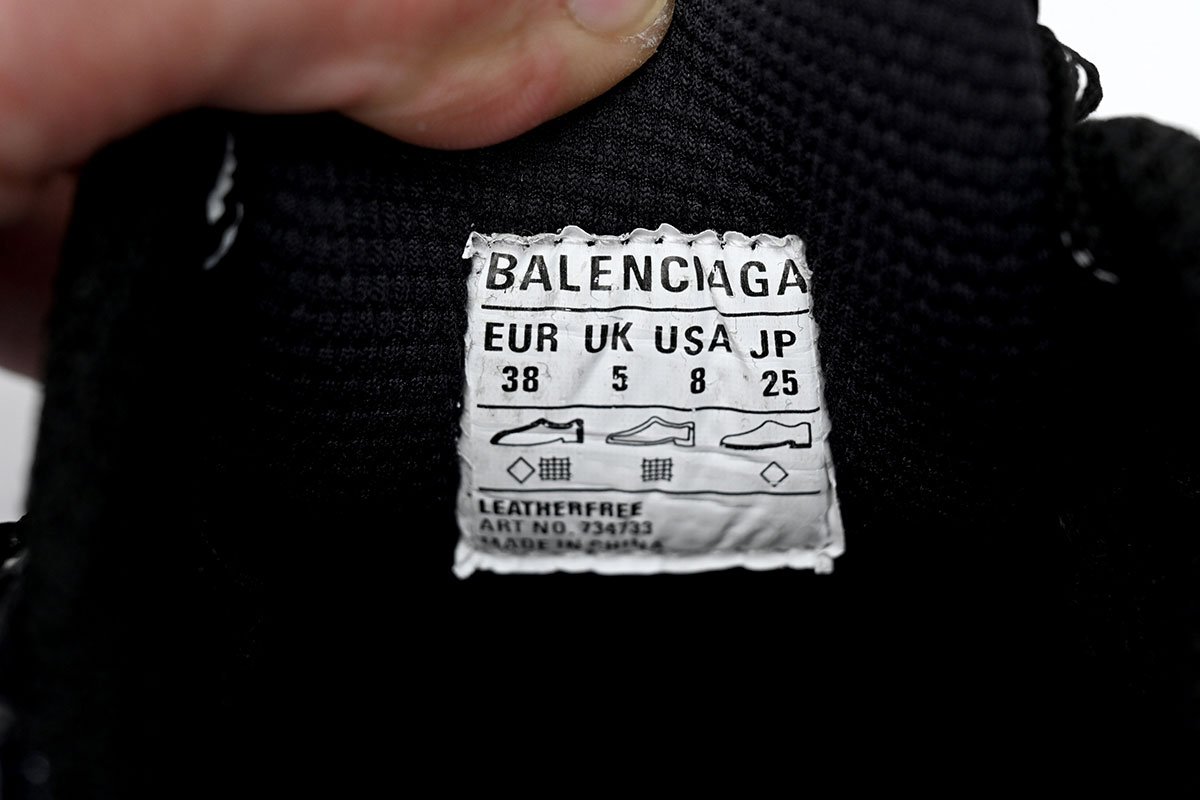 BALENCIAGA
EUR UK USA JP
38 5 8 25
LEATHERFREE
ART NO. 734733
MADE IN CHINA